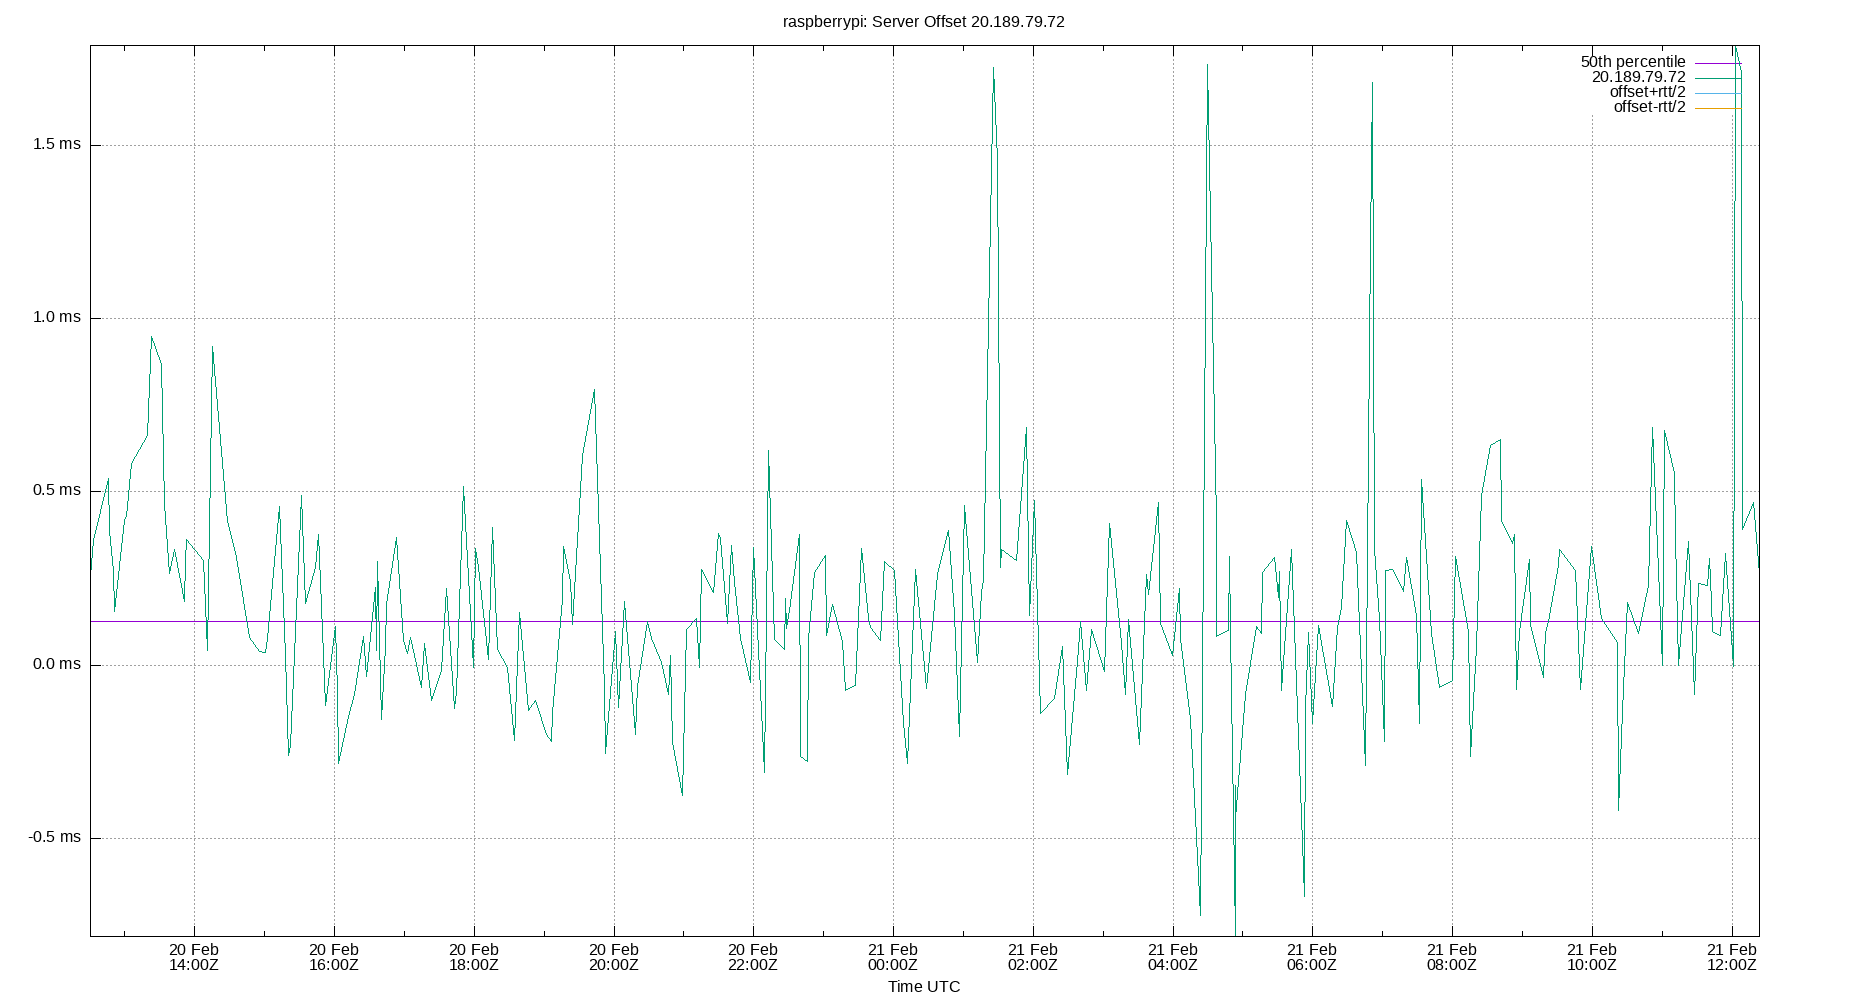 raspberrypi: Server Offset 20.189.79.72
50th percentile
20.189.79.72
offset+rtt/2
offset-rtt/2
1.5 ms
1.0 ms
0.5 ms
0.0 ms
-0.5 ms
20 Feb 20 Feb 20 Feb 20 Feb 20 Feb 21 Feb 21 Feb 21 Feb 21 Feb 21 Feb 21 Feb 21 Feb
14:00Z 16:00Z 18:00Z 20:00Z 22:00Z 00:00Z 02:00Z 04:00Z 06:00Z 08:00Z 10:00Z 12:00Z
Time UTC